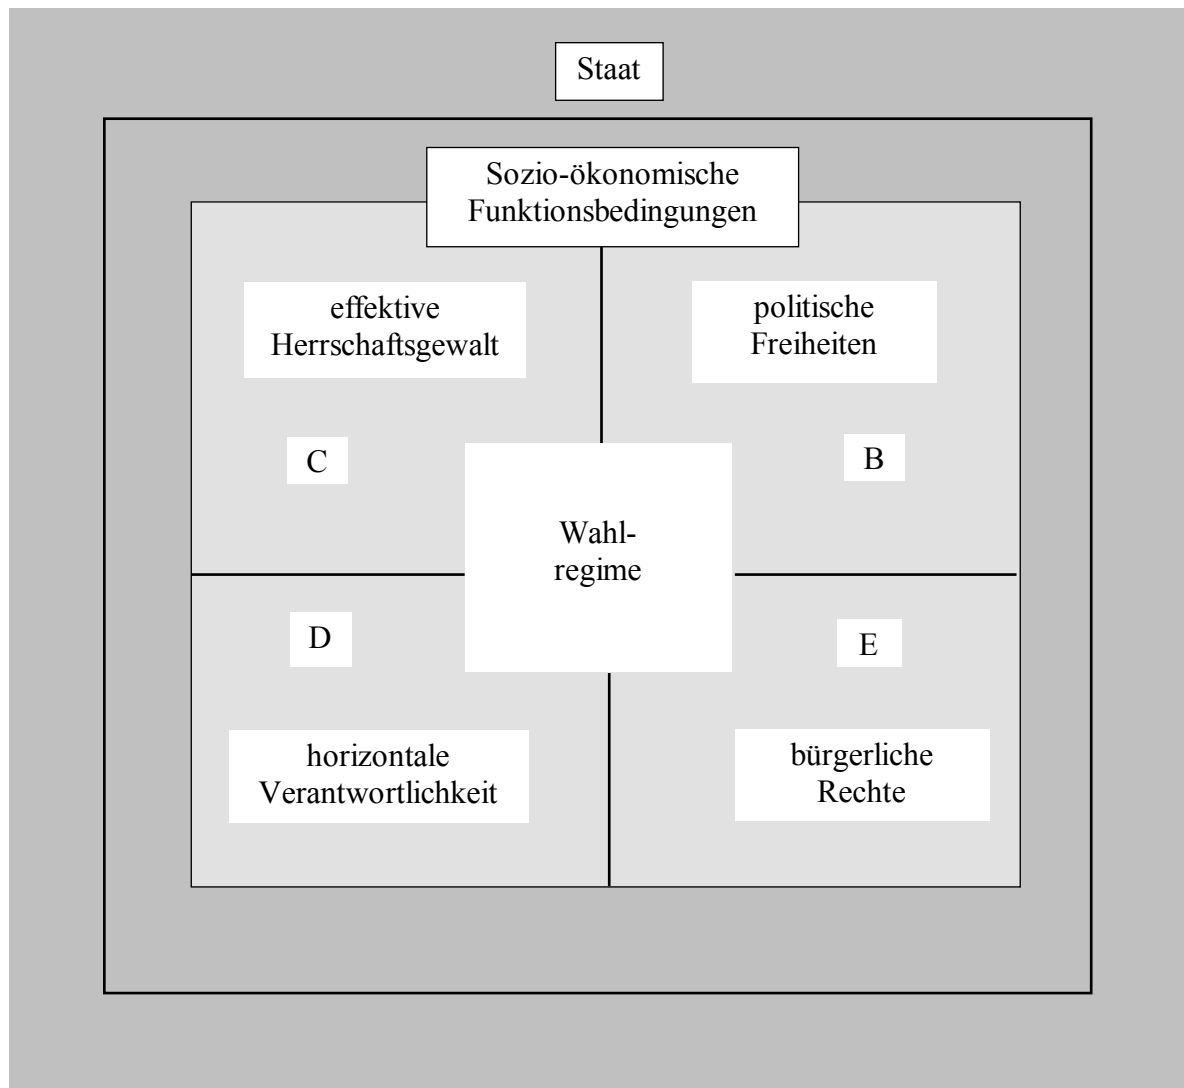 Staat
Sozio-ökonomische
Funktionsbedingungen
effektive
Herrschaftsgewalt
politische
Freiheiten
C
B
Wahl-
regime
D
E
horizontale
Verantwortlichkeit
bürgerliche
Rechte